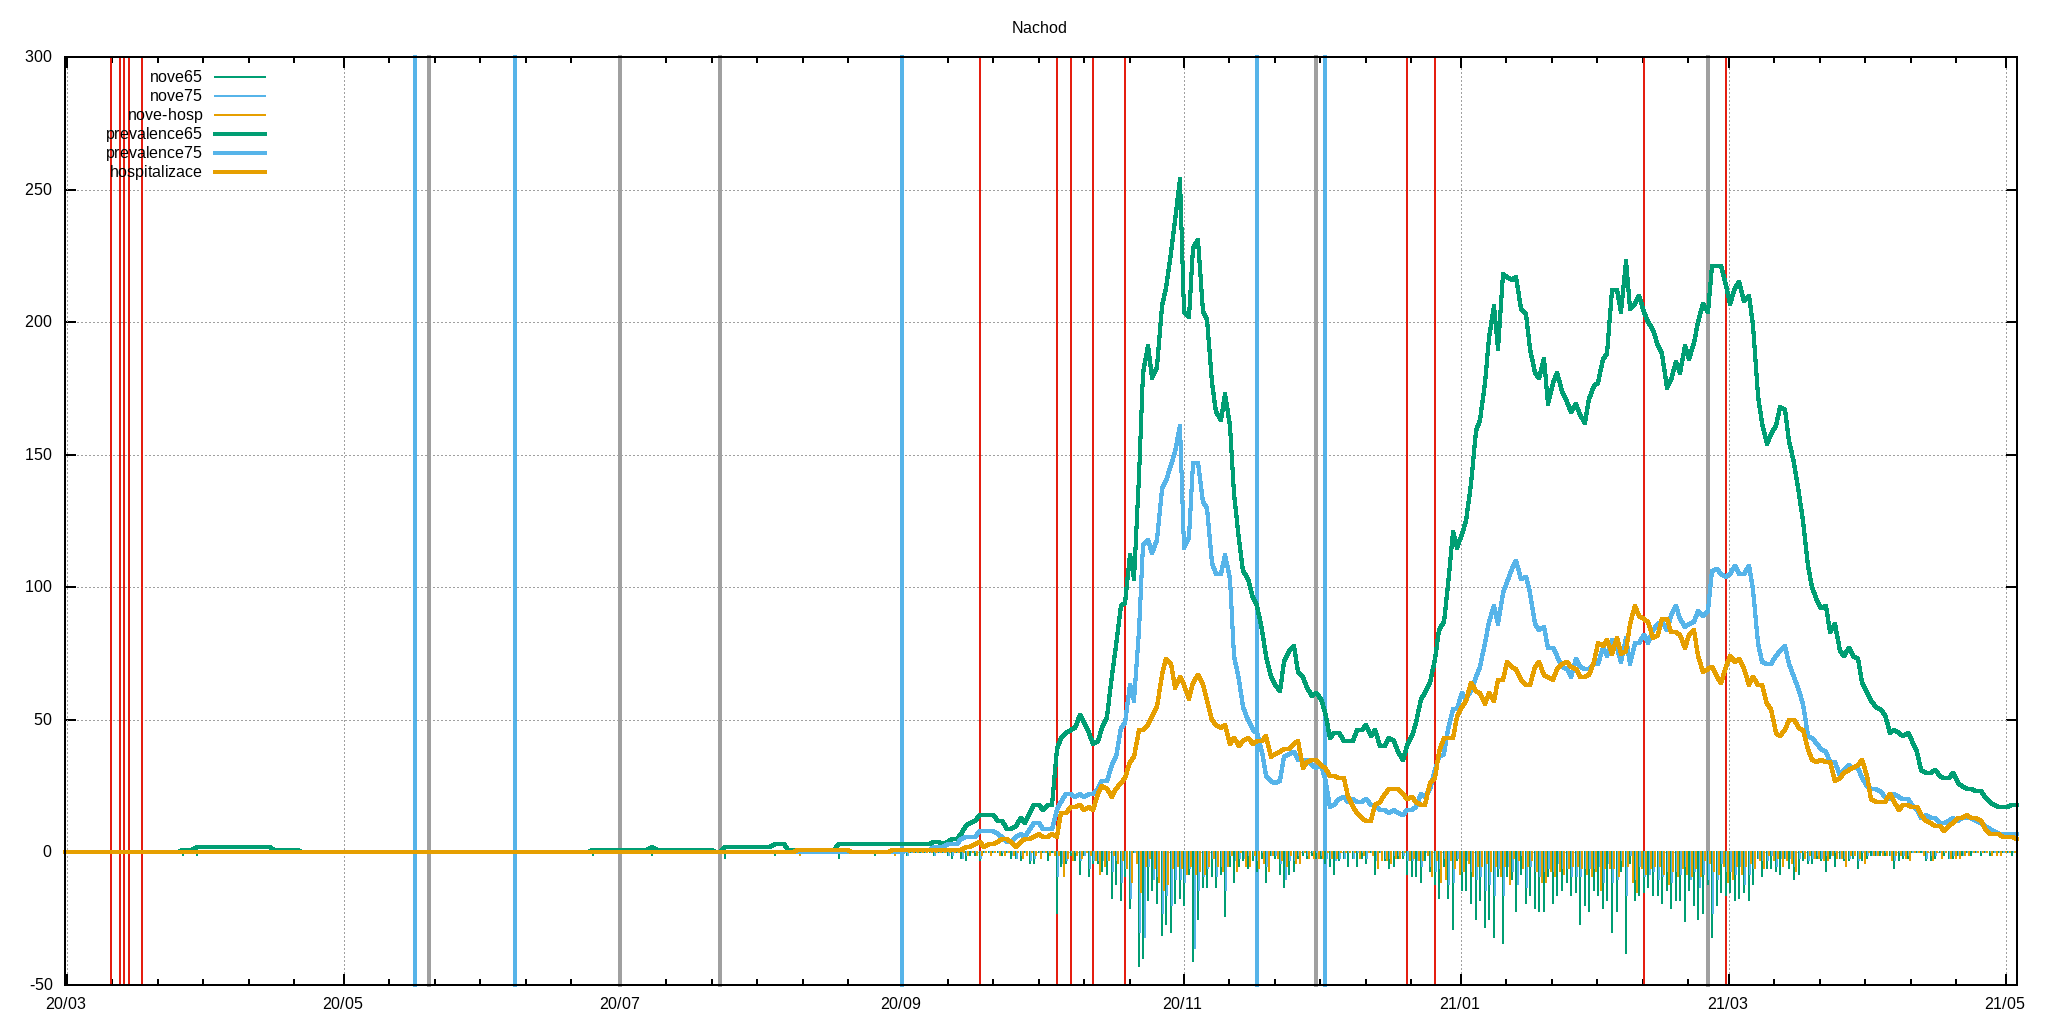 Nachod
300
nove65
nove75
nove-hosp
prevalence65
prevalence75
hospitalizace
250
200
150
100
50
0
-50
20/03 20/05 20/07 20/09 20/11 21/01 21/03 21/05